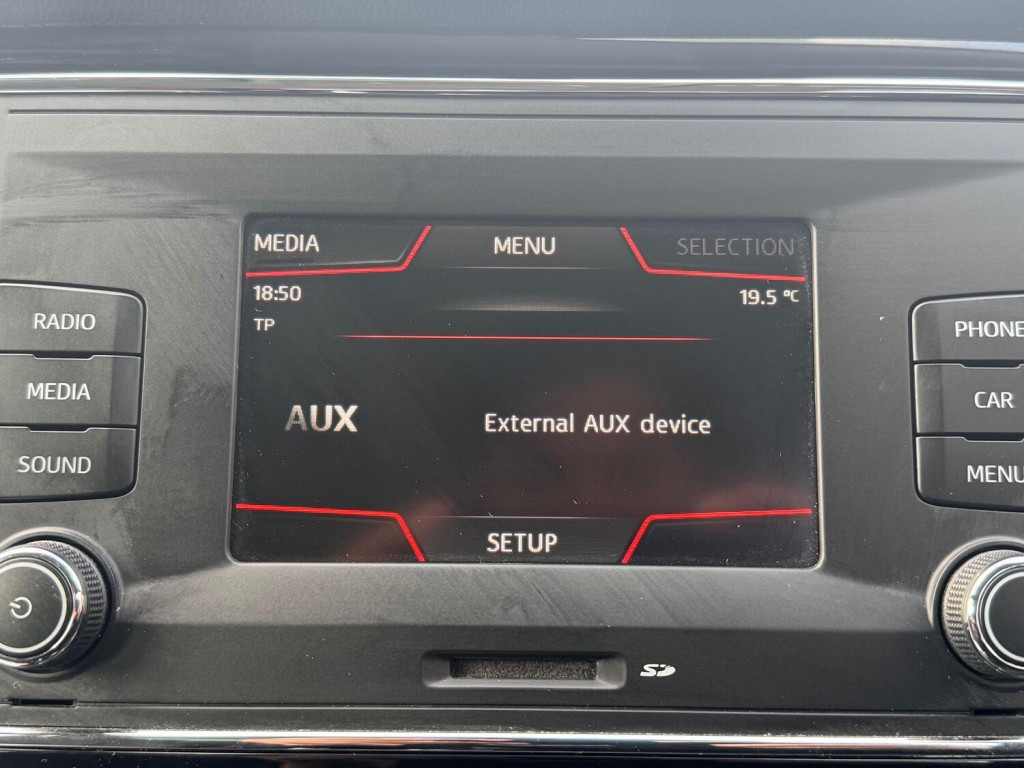 MEDIA MENU SELECTION
18:50 19.5 °C
TP
RADIO
MEDIA
SOUND
AUX External AUX device
SETUP
PHONE
CAR
MENU
SD